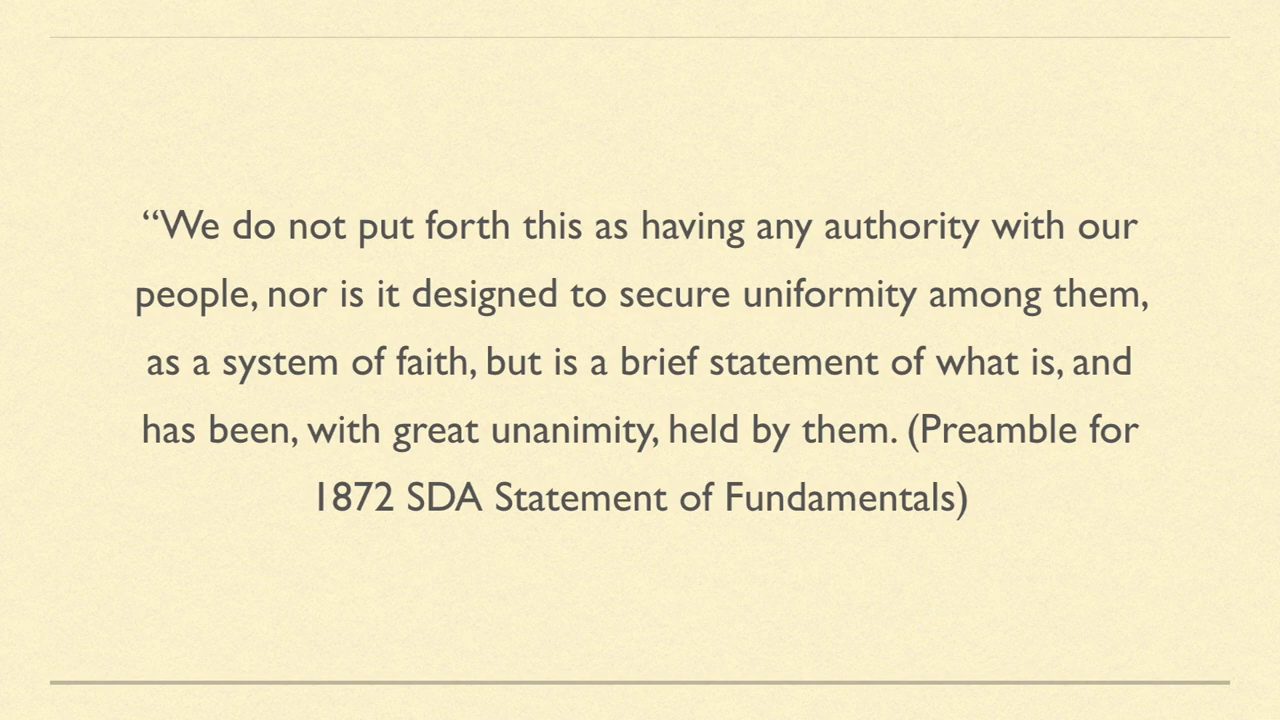 “We do not put forth this as having any authority with our
people, nor is it designed to secure uniformity among them,
as a system of faith, but is a brief statement of what is, and
has been, with great unanimity, held by them. (Preamble for
1872 SDA Statement of Fundamentals)